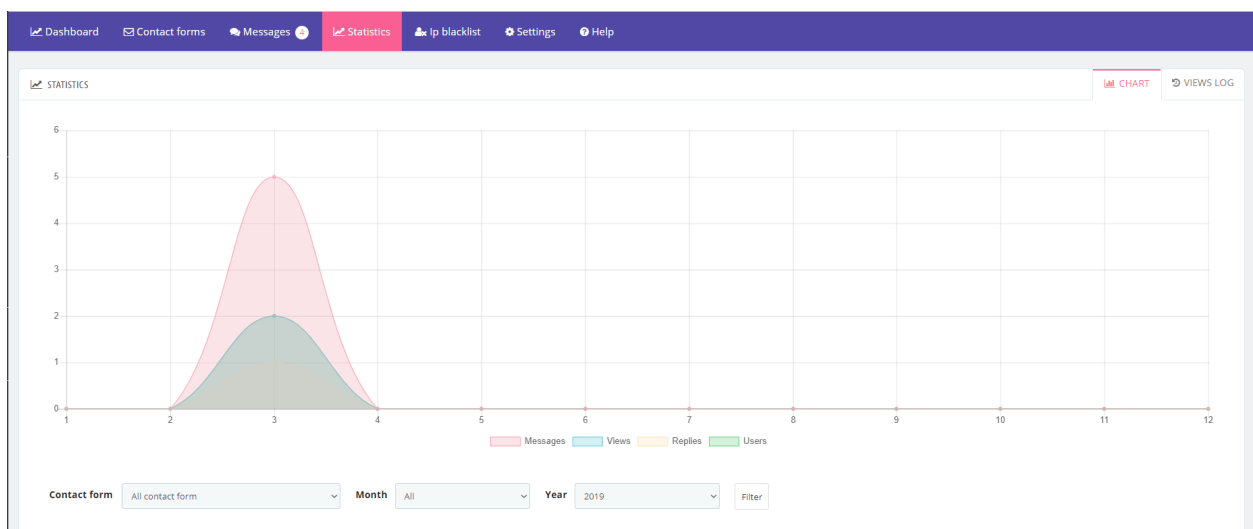 Dashboard Contact forms Messages 4 Statistics Ip blacklist Settings Help
STATISTICS CHART VIEWS LOG
6
5
4
3
2
1
0
1 2 3 4 5 6 7 8 9 10 11 12
Messages Views Replies Users
Contact form All contact form Month All Year 2019 Filter